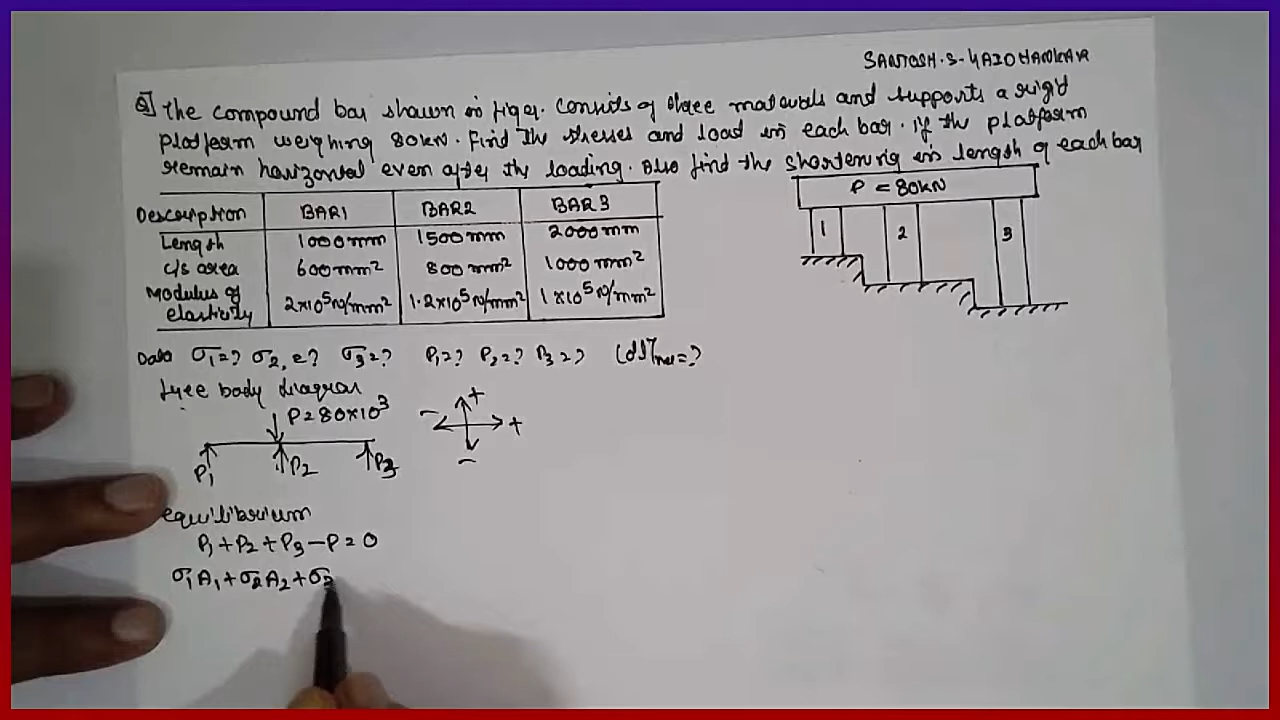 SANTOSH.S.
Q] The compound bar shown in figer. Consists of three materials and supports a rigid
platform weighing 80kN. Find the stresses and load in each bar. if the platform
remain horizontal even after the loading. Also find the shortening in length of each bar
P = 80kN
Description BAR1 BAR2 BAR3
Length 1000mm 1500mm 2000mm
c/s area 600mm² 800mm² 1000mm²
Modulus of elasticity 2×10⁵N/mm² 1.2×10⁵N/mm² 1×10⁵N/mm²
1 2 3
Data σ₁=? σ₂=? σ₃=? P₁=? P₂=? P₃=? =?
free body diagram
P=80×10³
+ - + -
P₁ P₂ P₃
equilibrium
P₁+P₂+P₃-P=0
σ₁A₁+σ₂A₂+σ₃